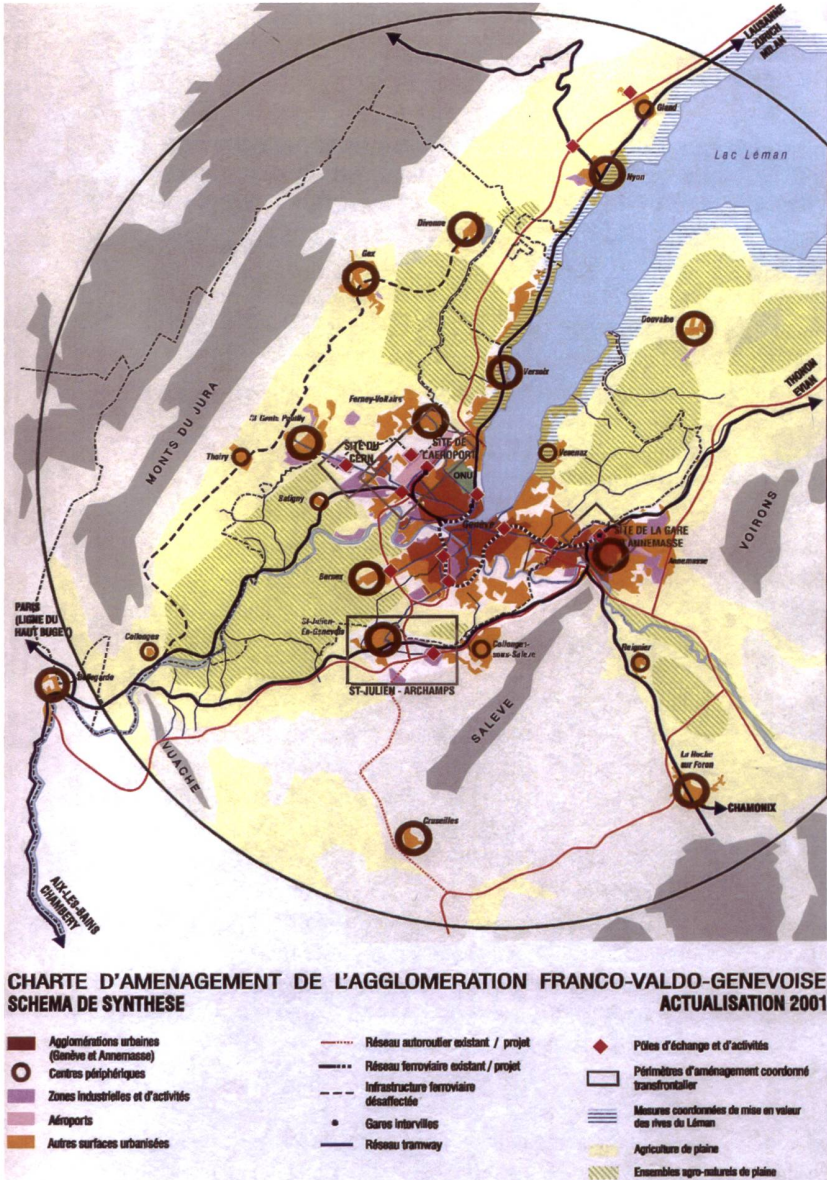 LAUSANNE
ZURICH
MILAN
Gland
Lac Léman
Nyon
Divonne
Gex
Douvaine
Versoix
THONON
EVIAN
MONTS DU JURA
Ferney-Voltaire
St Genis Pouilly
SITE DU
CERN
SITE DE
L'AEROPORT
Thoiry
ONU
Vesenaz
Satigny
Genève
SITE DE LA GARE
D'ANNEMASSE
VOIRONS
Annemasse
Bernex
PARIS
(LIGNE DU
HAUT BUGEY)
St-Julien
En-Genevois
Collonges
Collonges-
sous-Salève
Reignier
Bellegarde
ST-JULIEN - ARCHAMPS
SALEVE
VUACHE
La Roche
sur Foron
CHAMONIX
Cruseilles
AIX-LES-BAINS
CHAMBERY
CHARTE D'AMENAGEMENT DE L'AGGLOMERATION FRANCO-VALDO-GENEVOISE
SCHEMA DE SYNTHESE
ACTUALISATION 2001
Agglomérations urbaines
(Genève et Annemasse)
Centres périphériques
Zones industrielles et d'activités
Aéroports
Autres surfaces urbanisées
Réseau autoroutier existant / projet
Réseau ferroviaire existant / projet
Infrastructure ferroviaire
désaffectée
Gares intervilles
Réseau tramway
Pôles d'échange et d'activités
Périmètres d'aménagement coordonné
transfrontalier
Mesures coordonnées de mise en valeur
des rives du Léman
Agriculture de plaine
Ensembles agro-naturels de plaine